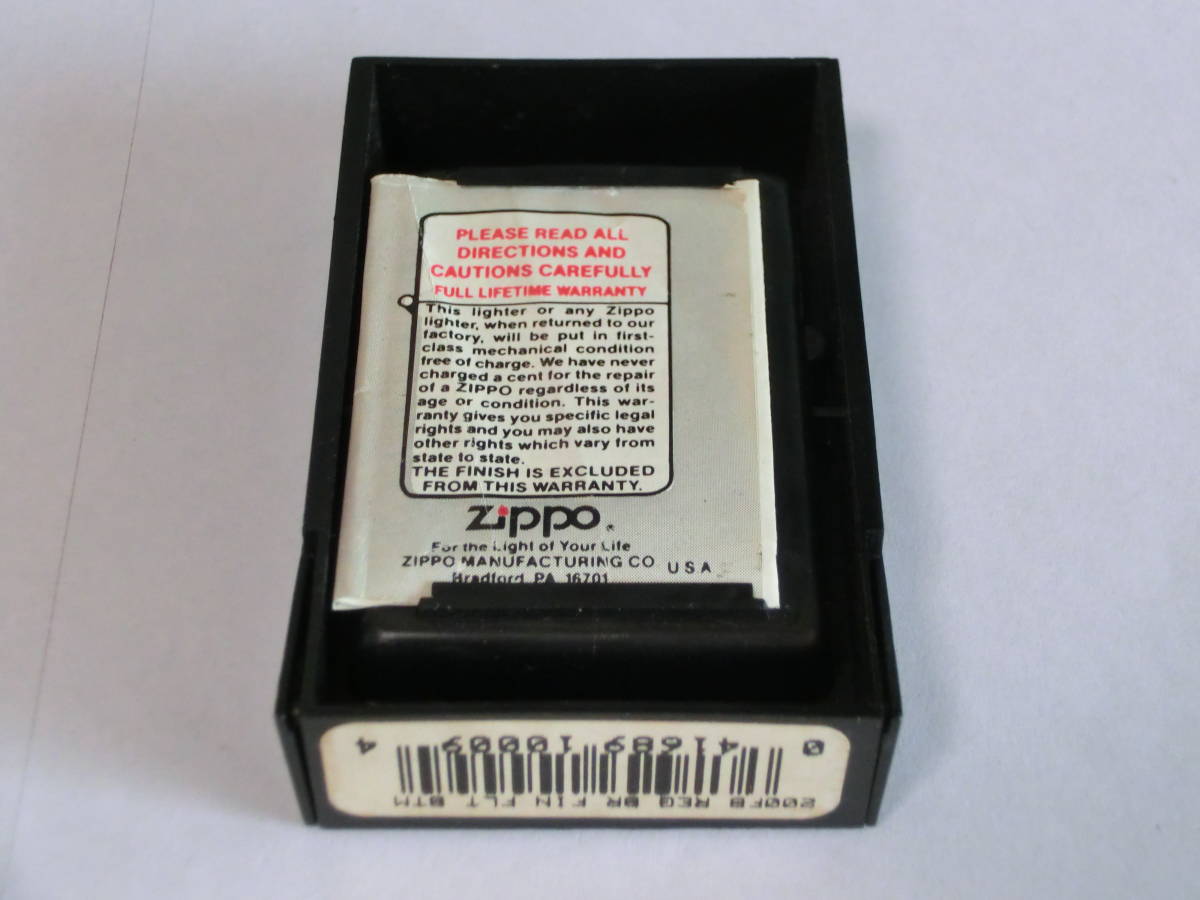 PLEASE READ ALL
DIRECTIONS AND
CAUTIONS CAREFULLY
FULL LIFETIME WARRANTY
This lighter or any Zippo
lighter, when returned to our
factory, will be put in first-
class mechanical condition
free of charge. We have never
charged a cent for the repair
of a ZIPPO regardless of its
age or condition. This war-
ranty gives you specific legal
rights and you may also have
other rights which vary from
state to state.
THE FINISH IS EXCLUDED
FROM THIS WARRANTY.
Zippo®
For the Light of Your Life
ZIPPO MANUFACTURING CO USA
Bradford PA 16701
200FB REG BR FIN FLT BTM
0 41689 10009 4